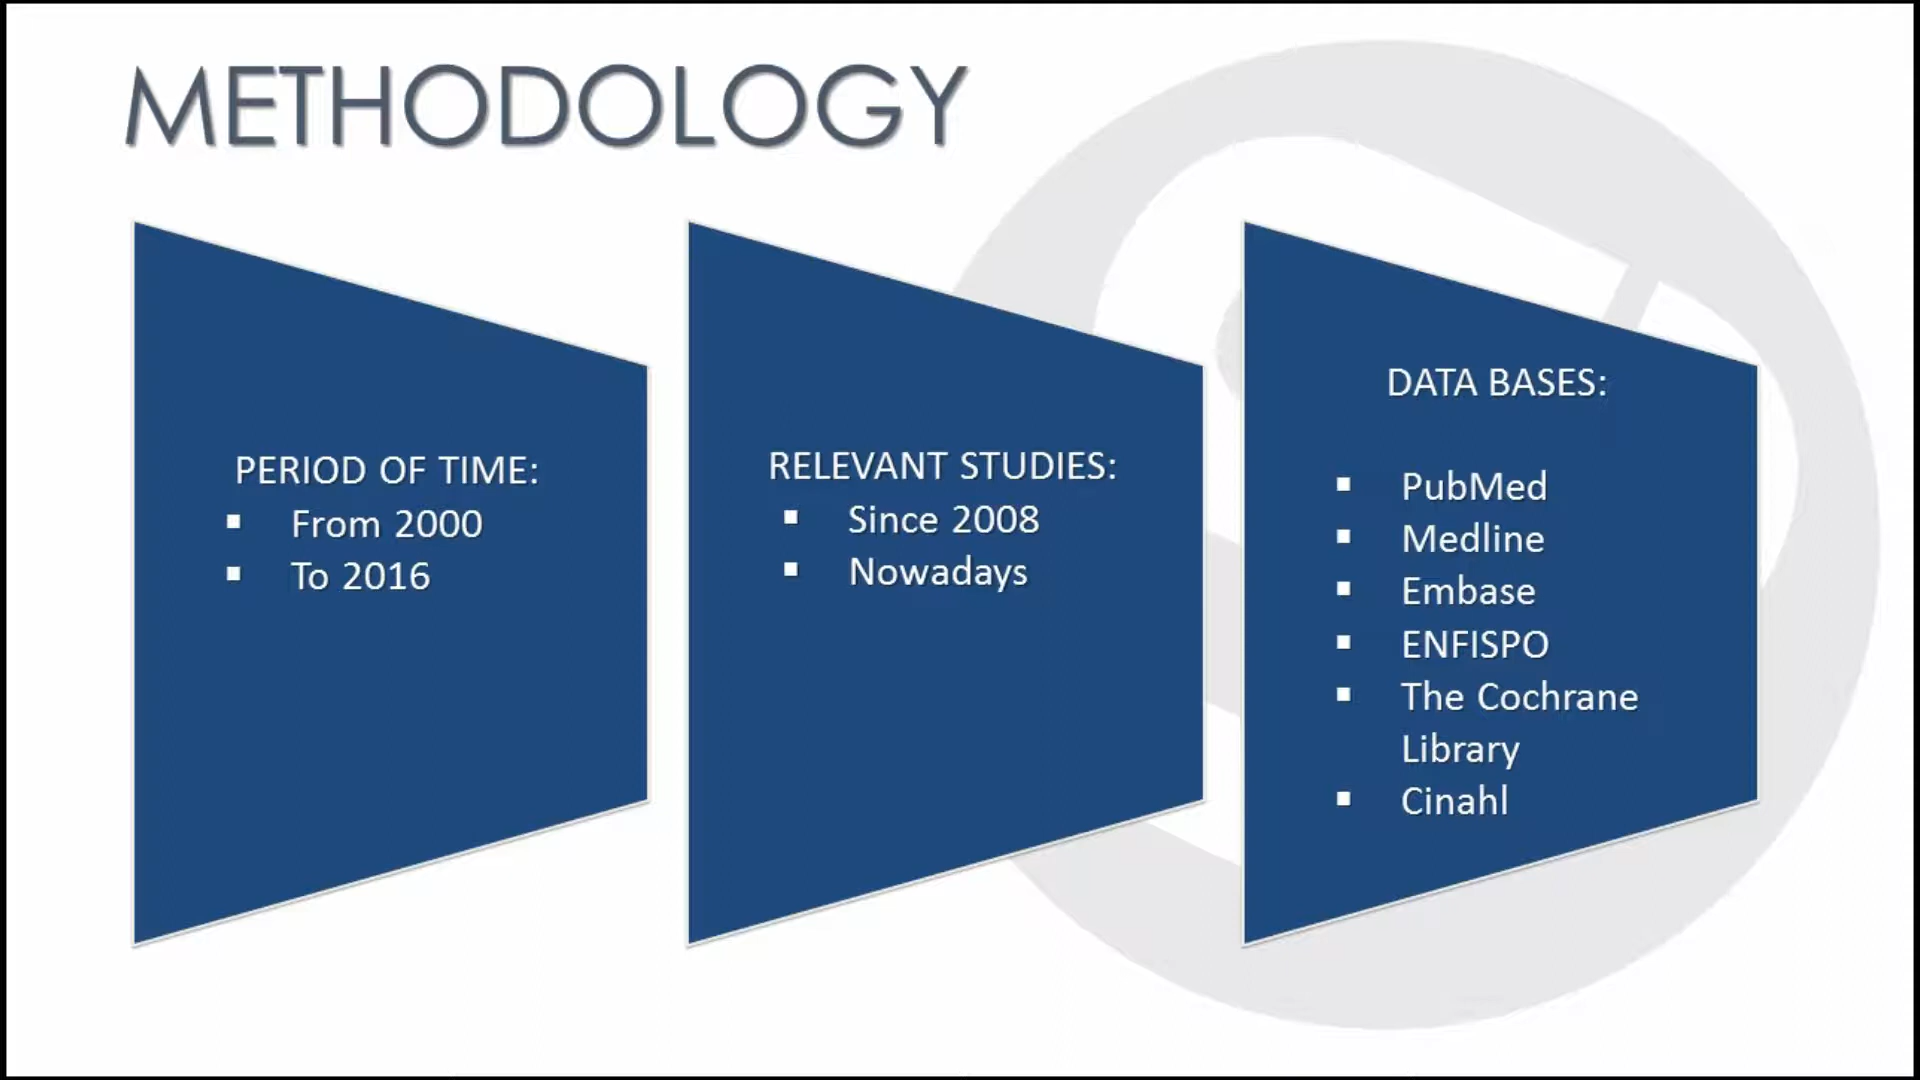 METHODOLOGY
PERIOD OF TIME:
▪ From 2000
▪ To 2016
RELEVANT STUDIES:
▪ Since 2008
▪ Nowadays
DATA BASES:
▪ PubMed
▪ Medline
▪ Embase
▪ ENFISPO
▪ The Cochrane
Library
▪ Cinahl